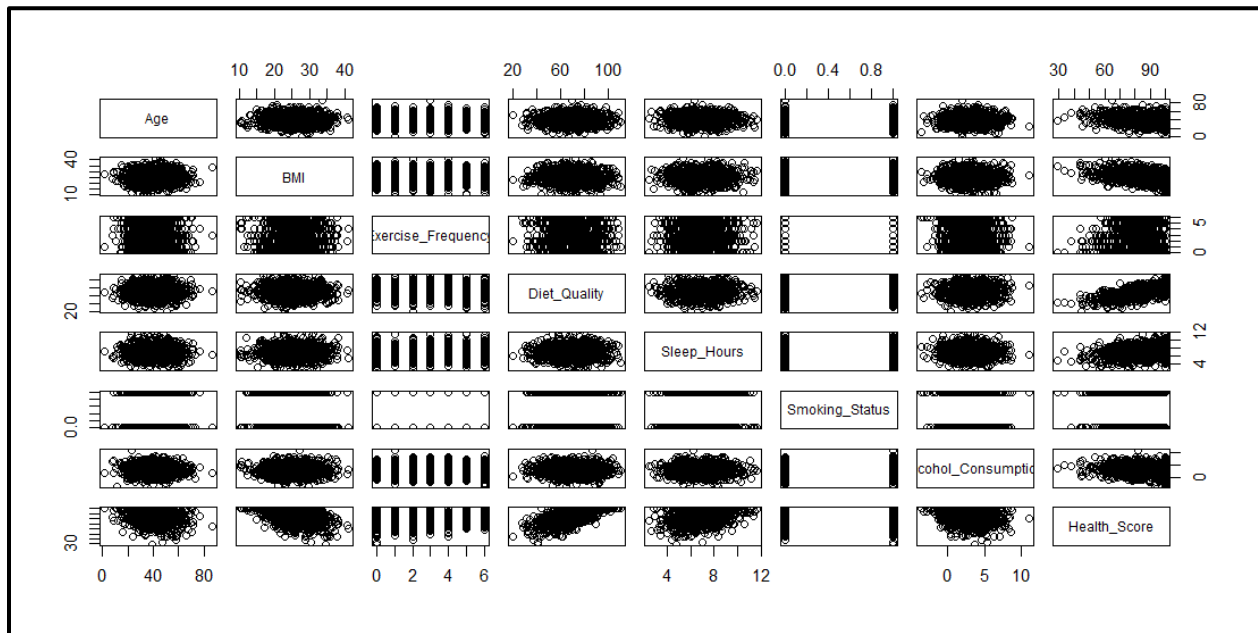 10 20 30 40 20 60 100 0.0 0.4 0.8 30 60 90
Age 0 80
10 40 BMI
Exercise_Frequency 0 5
20 Diet_Quality
Sleep_Hours 4 12
0.0 Smoking_Status
cohol_Consumptio 0
30 Health_Score
0 40 80 0 2 4 6 4 8 12 0 5 10